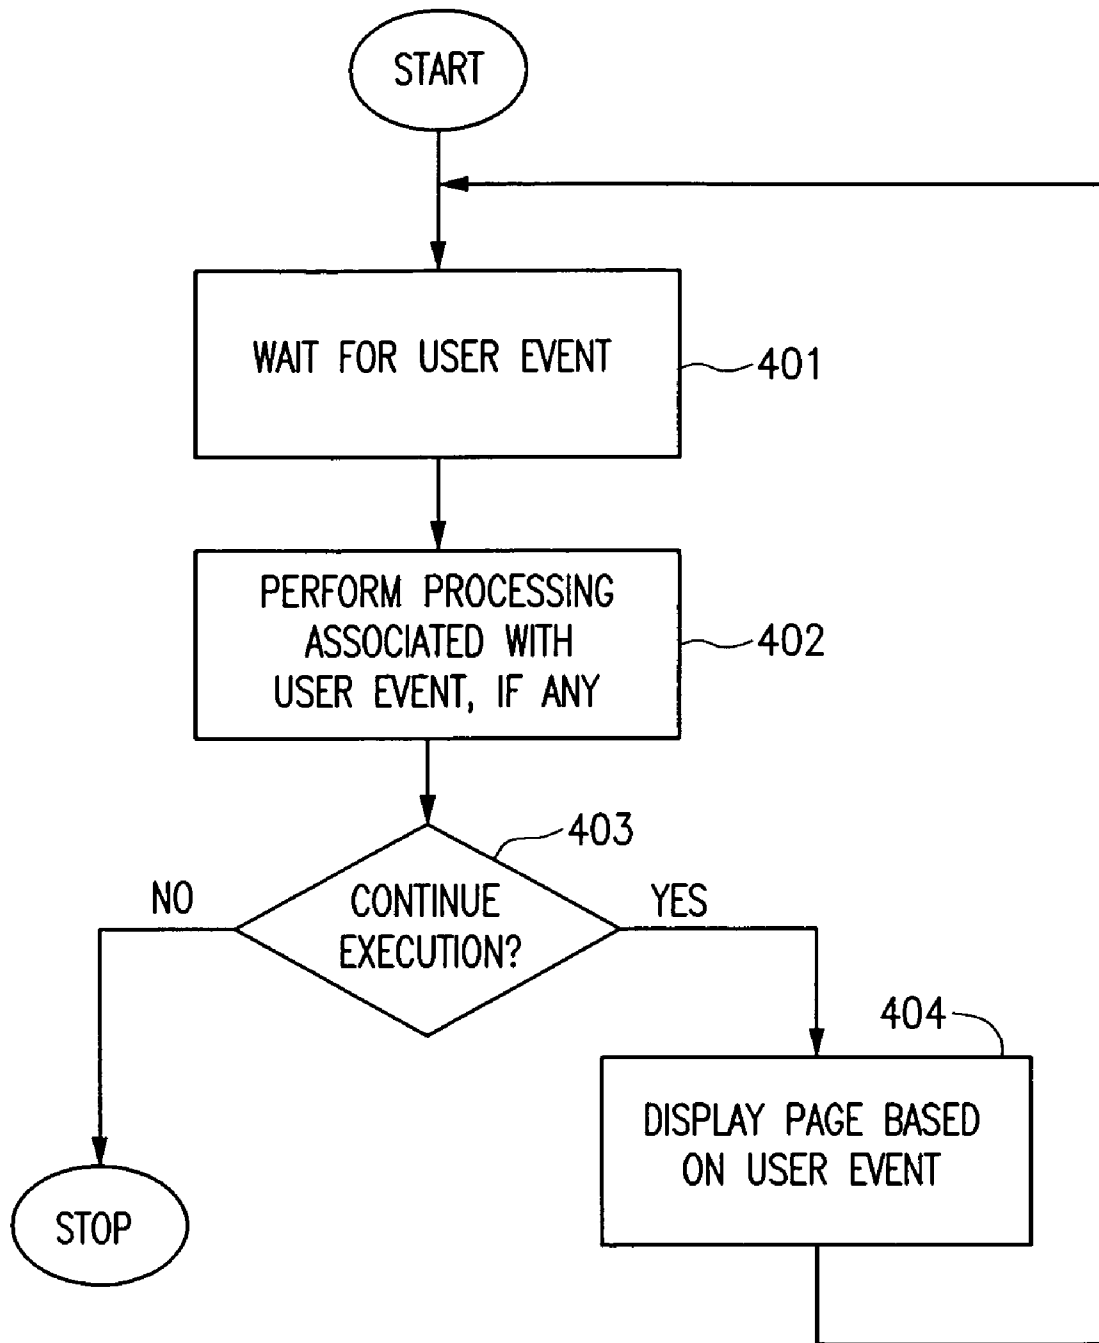 START
WAIT FOR USER EVENT
401
PERFORM PROCESSING
ASSOCIATED WITH
USER EVENT, IF ANY
402
403
NO
CONTINUE
EXECUTION?
YES
404
DISPLAY PAGE BASED
ON USER EVENT
STOP